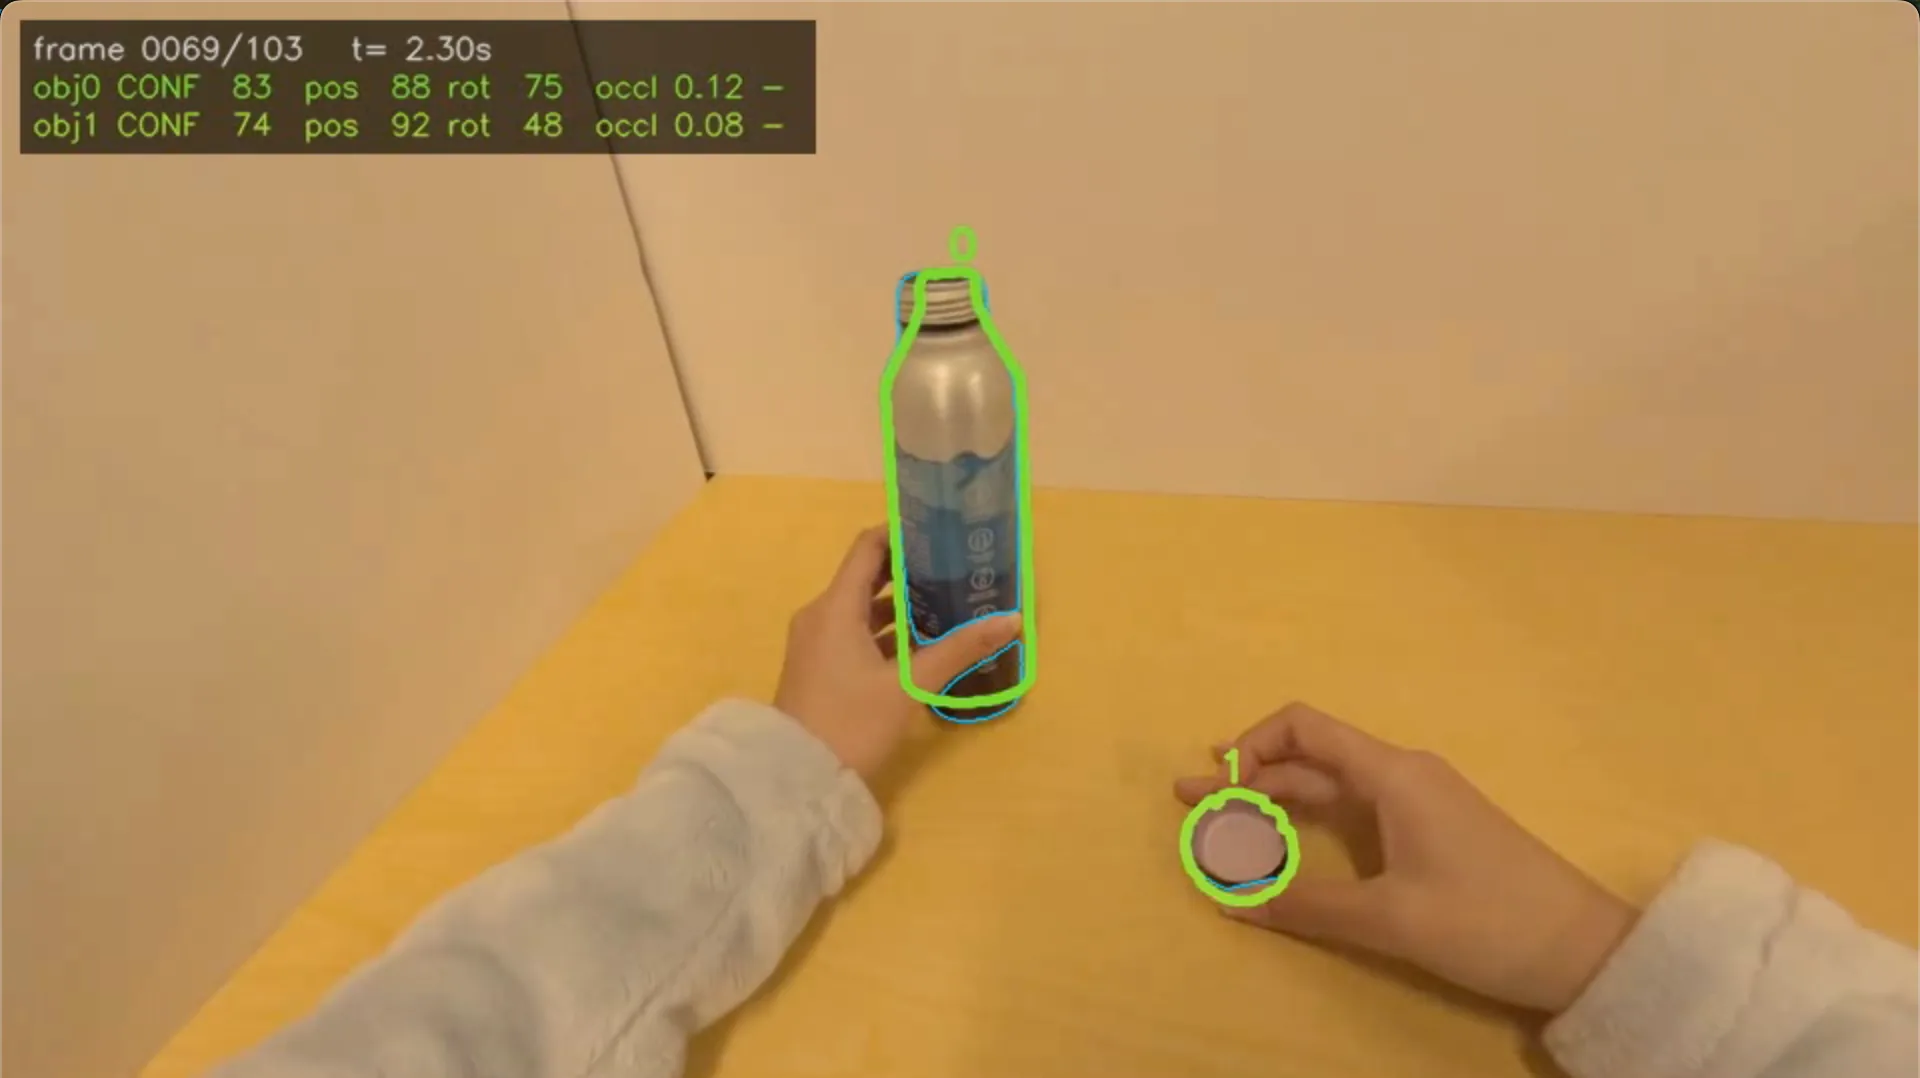 frame 0069/103 t= 2.30s
obj0 CONF 83 pos 88 rot 75 occl 0.12 -
obj1 CONF 74 pos 92 rot 48 occl 0.08 -
0
1